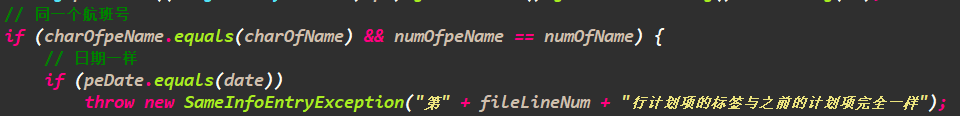 // 同一个航班号
if (charOfpeName.equals(charOfName) && numOfpeName == numOfName) {
// 日期一样
if (peDate.equals(date))
throw new SameInfoEntryException("第" + fileLineNum + "行计划项的标签与之前的计划项完全一样");